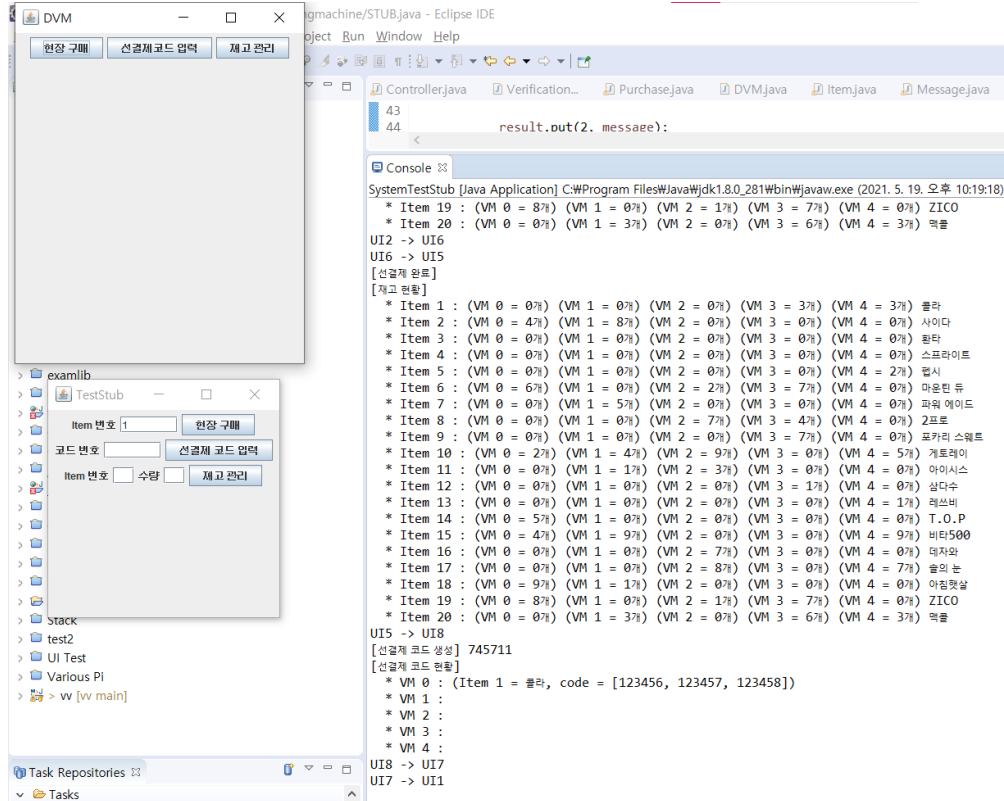 DVM
현장 구매 선결제코드 입력 재고 관리
ngmachine/STUB.java - Eclipse IDE
oject Run Window Help
Controller.java Verification... Purchase.java DVM.java Item.java Message.java
43
44 result.put(2, message);
Console
SystemTestStub [Java Application] C:₩Program Files₩Java₩jdk1.8.0_281₩bin₩javaw.exe (2021. 5. 19. 오후 10:19:18)
* Item 19 : (VM 0 = 8개) (VM 1 = 0개) (VM 2 = 1개) (VM 3 = 7개) (VM 4 = 0개) ZICO
* Item 20 : (VM 0 = 0개) (VM 1 = 3개) (VM 2 = 0개) (VM 3 = 6개) (VM 4 = 3개) 맥콜
UI2 -> UI6
UI6 -> UI5
[선결제 완료]
[재고 현황]
* Item 1 : (VM 0 = 0개) (VM 1 = 0개) (VM 2 = 0개) (VM 3 = 3개) (VM 4 = 3개) 콜라
* Item 2 : (VM 0 = 4개) (VM 1 = 8개) (VM 2 = 0개) (VM 3 = 0개) (VM 4 = 0개) 사이다
* Item 3 : (VM 0 = 0개) (VM 1 = 0개) (VM 2 = 0개) (VM 3 = 0개) (VM 4 = 0개) 환타
* Item 4 : (VM 0 = 0개) (VM 1 = 0개) (VM 2 = 0개) (VM 3 = 0개) (VM 4 = 0개) 스프라이트
* Item 5 : (VM 0 = 0개) (VM 1 = 0개) (VM 2 = 0개) (VM 3 = 0개) (VM 4 = 2개) 펩시
* Item 6 : (VM 0 = 6개) (VM 1 = 0개) (VM 2 = 2개) (VM 3 = 7개) (VM 4 = 0개) 마운틴 듀
* Item 7 : (VM 0 = 0개) (VM 1 = 5개) (VM 2 = 0개) (VM 3 = 0개) (VM 4 = 0개) 파워 에이드
* Item 8 : (VM 0 = 0개) (VM 1 = 0개) (VM 2 = 7개) (VM 3 = 4개) (VM 4 = 0개) 2프로
* Item 9 : (VM 0 = 0개) (VM 1 = 0개) (VM 2 = 0개) (VM 3 = 7개) (VM 4 = 0개) 포카리 스웨트
* Item 10 : (VM 0 = 2개) (VM 1 = 4개) (VM 2 = 9개) (VM 3 = 0개) (VM 4 = 5개) 게토레이
* Item 11 : (VM 0 = 0개) (VM 1 = 1개) (VM 2 = 3개) (VM 3 = 0개) (VM 4 = 0개) 아이시스
* Item 12 : (VM 0 = 0개) (VM 1 = 0개) (VM 2 = 0개) (VM 3 = 1개) (VM 4 = 0개) 삼다수
* Item 13 : (VM 0 = 0개) (VM 1 = 0개) (VM 2 = 0개) (VM 3 = 0개) (VM 4 = 1개) 레쓰비
* Item 14 : (VM 0 = 5개) (VM 1 = 0개) (VM 2 = 0개) (VM 3 = 0개) (VM 4 = 0개) T.O.P
* Item 15 : (VM 0 = 4개) (VM 1 = 9개) (VM 2 = 0개) (VM 3 = 0개) (VM 4 = 9개) 비타500
* Item 16 : (VM 0 = 0개) (VM 1 = 0개) (VM 2 = 7개) (VM 3 = 0개) (VM 4 = 0개) 데자와
* Item 17 : (VM 0 = 0개) (VM 1 = 0개) (VM 2 = 8개) (VM 3 = 0개) (VM 4 = 7개) 솔의 눈
* Item 18 : (VM 0 = 9개) (VM 1 = 1개) (VM 2 = 0개) (VM 3 = 0개) (VM 4 = 0개) 아침햇살
* Item 19 : (VM 0 = 8개) (VM 1 = 0개) (VM 2 = 1개) (VM 3 = 7개) (VM 4 = 0개) ZICO
* Item 20 : (VM 0 = 0개) (VM 1 = 3개) (VM 2 = 0개) (VM 3 = 6개) (VM 4 = 3개) 맥콜
UI5 -> UI8
[선결제 코드 생성] 745711
[선결제 코드 현황]
* VM 0 : (Item 1 = 콜라, code = [123456, 123457, 123458])
* VM 1 :
* VM 2 :
* VM 3 :
* VM 4 :
UI8 -> UI7
UI7 -> UI1
examlib
TestStub
Item 번호 1 현장 구매
코드 번호 선결제 코드 입력
Item 번호 수량 재고 관리
Stack
test2
UI Test
Various Pi
> vv [vv main]
Task Repositories
Tasks